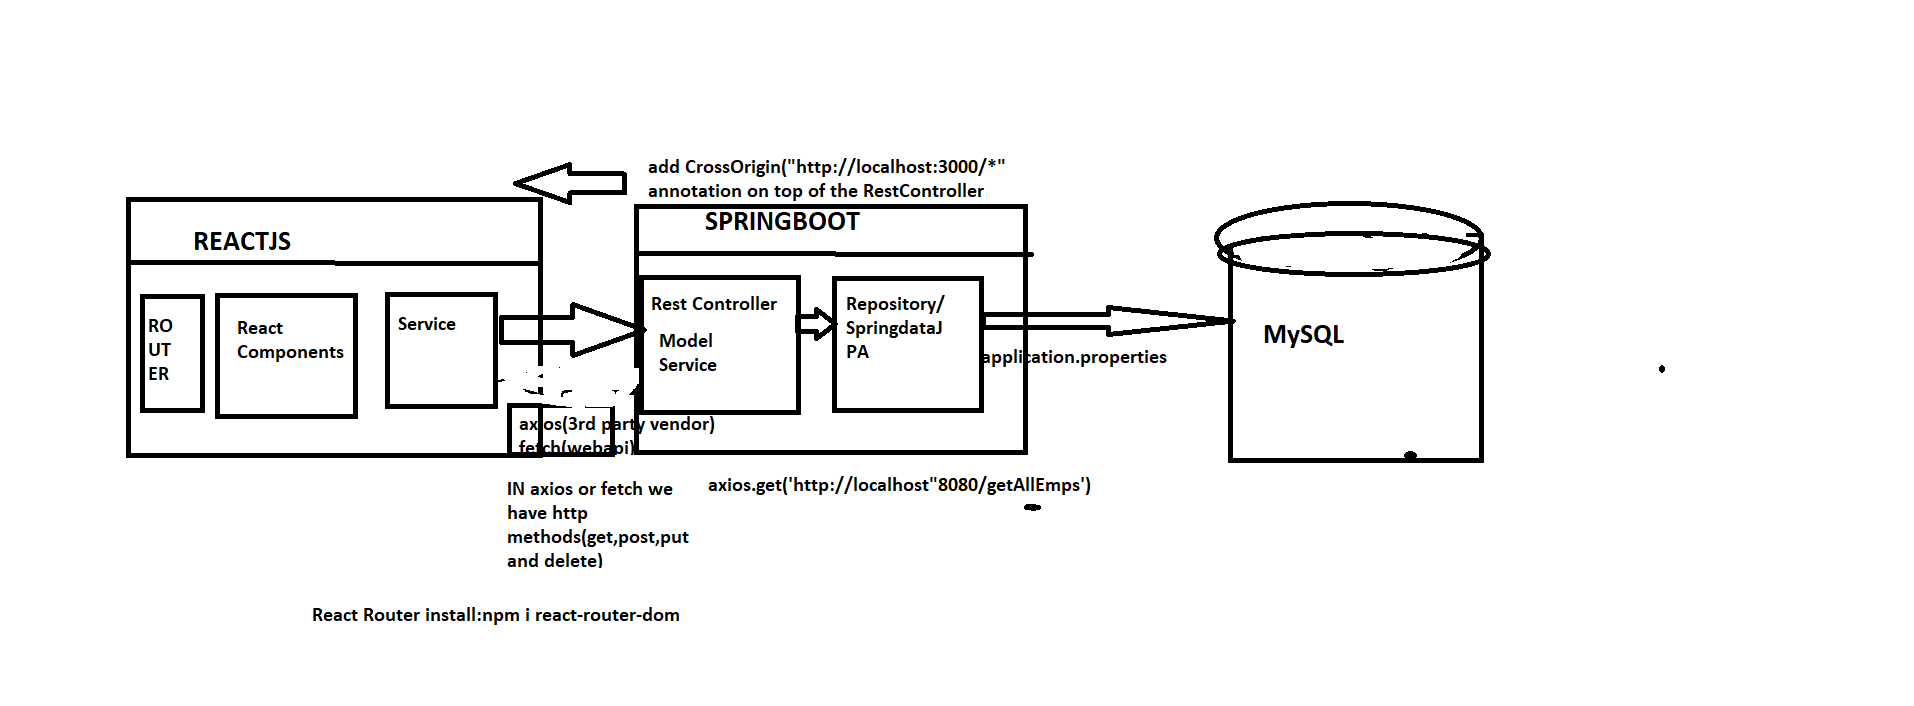 add CrossOrigin("http://localhost:3000/*"
annotation on top of the RestController
REACTJS
RO
UT
ER
React
Components
Service
SPRINGBOOT
Rest Controller
Model
Service
Repository/
SpringdataJ
PA
application.properties
MySQL
axios(3rd party vendor)
fetch(webapi)
IN axios or fetch we
have http
methods(get,post,put
and delete)
axios.get('http://localhost"8080/getAllEmps')
React Router install:npm i react-router-dom